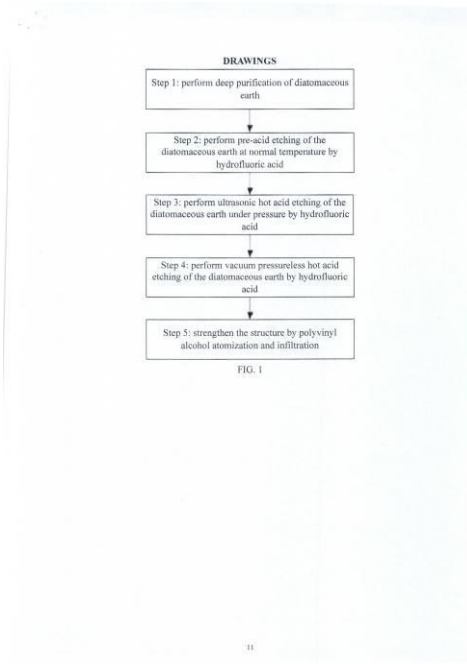 DRAWINGS
Step 1: perform deep purification of diatomaceous
earth
Step 2: perform pre-acid etching of the
diatomaceous earth at normal temperature by
hydrofluoric acid
Step 3: perform ultrasonic hot acid etching of the
diatomaceous earth under pressure by hydrofluoric
acid
Step 4: perform vacuum pressureless hot acid
etching of the diatomaceous earth by hydrofluoric
acid
Step 5: strengthen the structure by polyvinyl
alcohol atomization and infiltration
FIG. 1
11